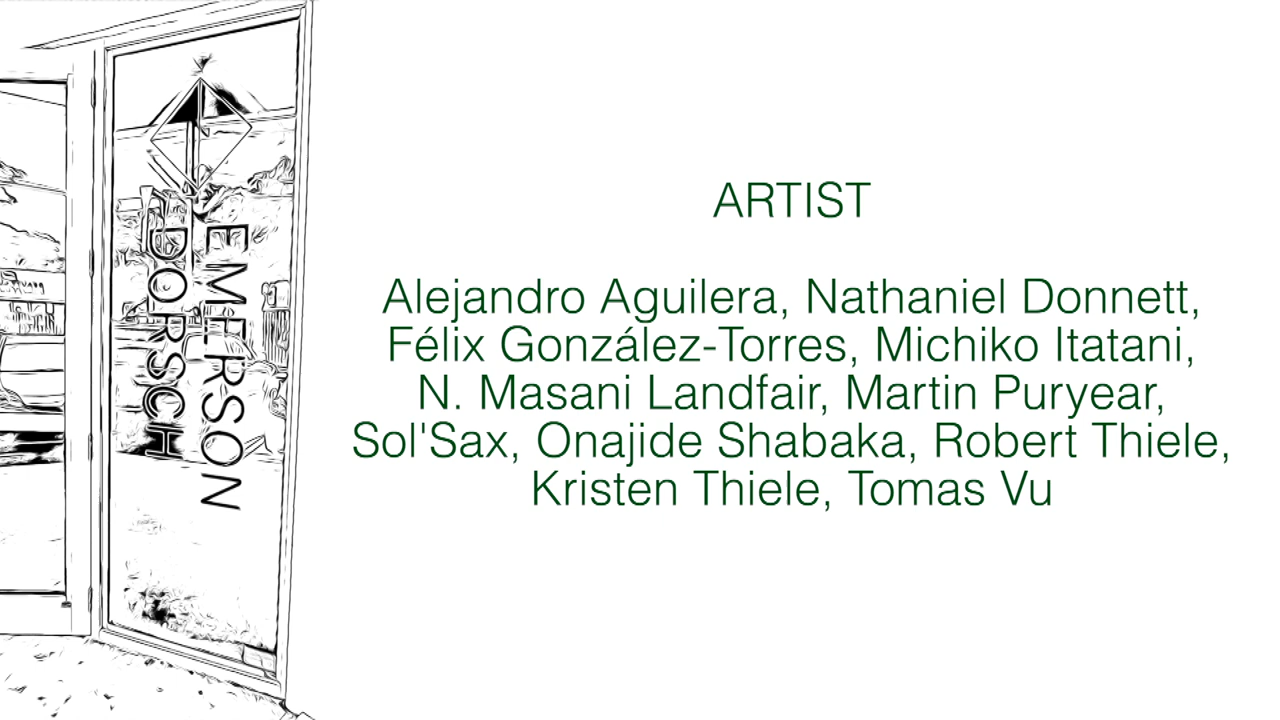 EMERSON
DORSCH
ARTIST
Alejandro Aguilera, Nathaniel Donnett,
Félix González-Torres, Michiko Itatani,
N. Masani Landfair, Martin Puryear,
Sol'Sax, Onajide Shabaka, Robert Thiele,
Kristen Thiele, Tomas Vu